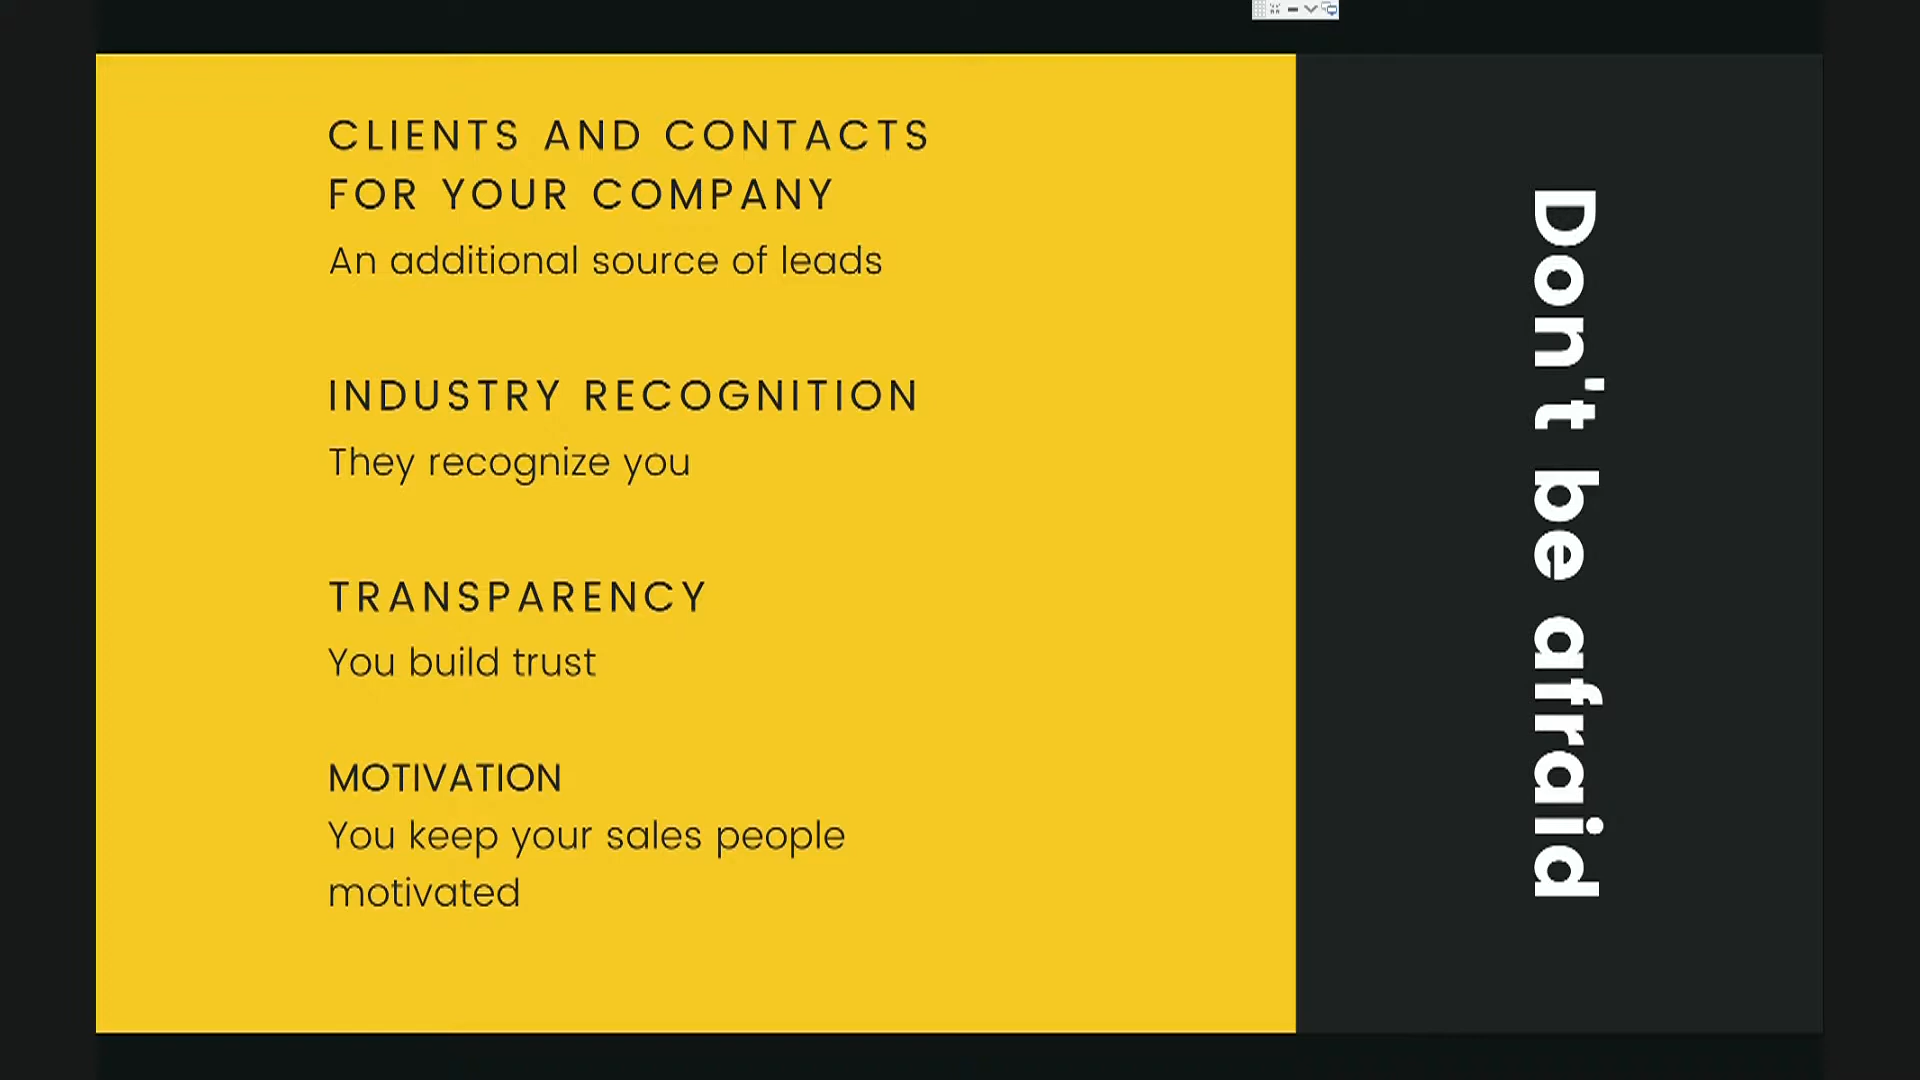 CLIENTS AND CONTACTS
FOR YOUR COMPANY
An additional source of leads
INDUSTRY RECOGNITION
They recognize you
TRANSPARENCY
You build trust
MOTIVATION
You keep your sales people
motivated
Don't be afraid